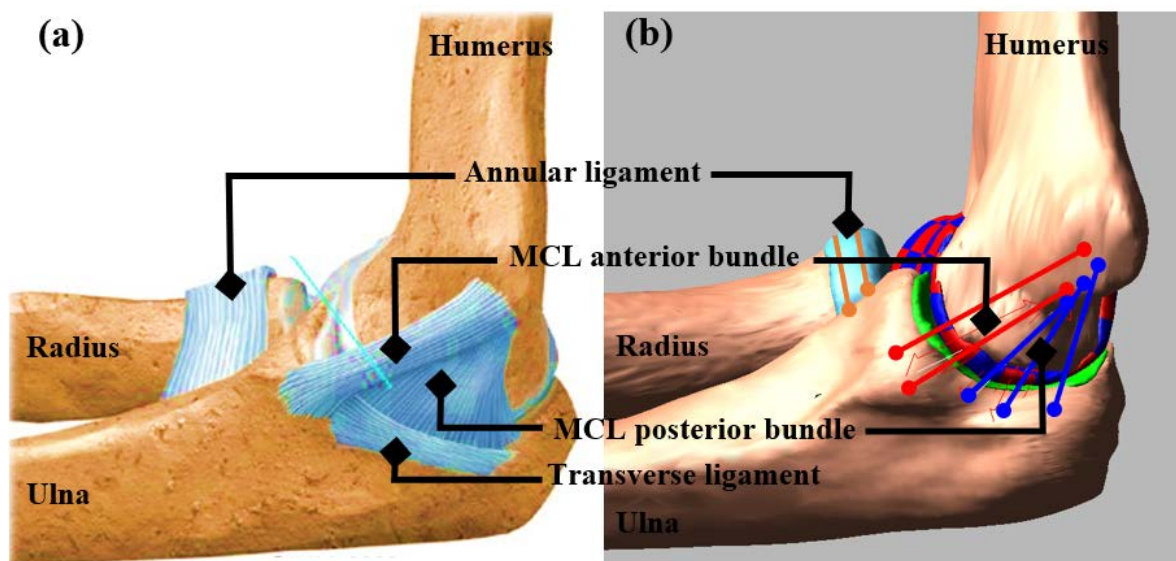 (a)
Humerus
(b)
Humerus
Annular ligament
MCL anterior bundle
Radius
Radius
MCL posterior bundle
Transverse ligament
Ulna
Ulna